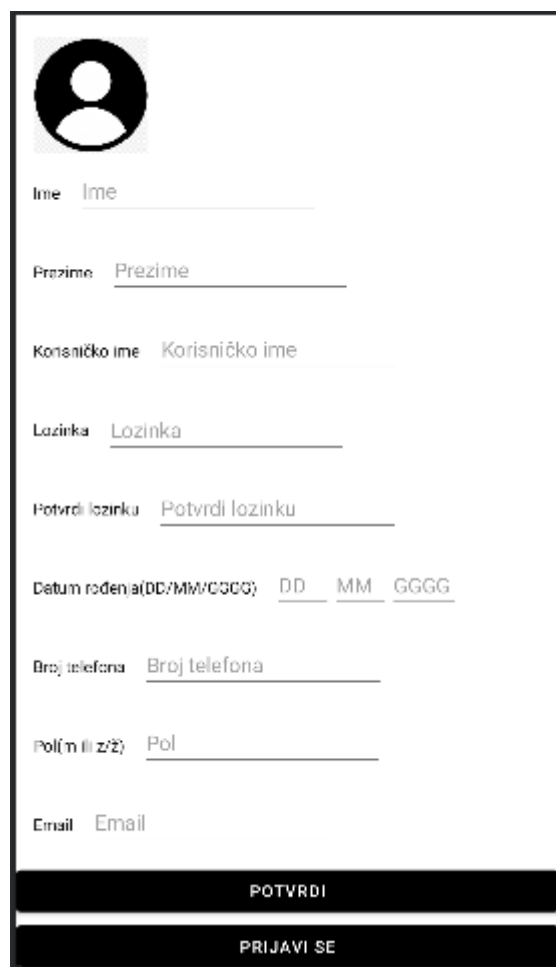 Ime Ime
Prezime Prezime
Korisničko ime Korisničko ime
Lozinka Lozinka
Potvrdi lozinku Potvrdi lozinku
Datum rođenja(DD/MM/GGGG) DD MM GGGG
Broj telefona Broj telefona
Pol(m ili z/ž) Pol
Email Email
POTVRDI
PRIJAVI SE